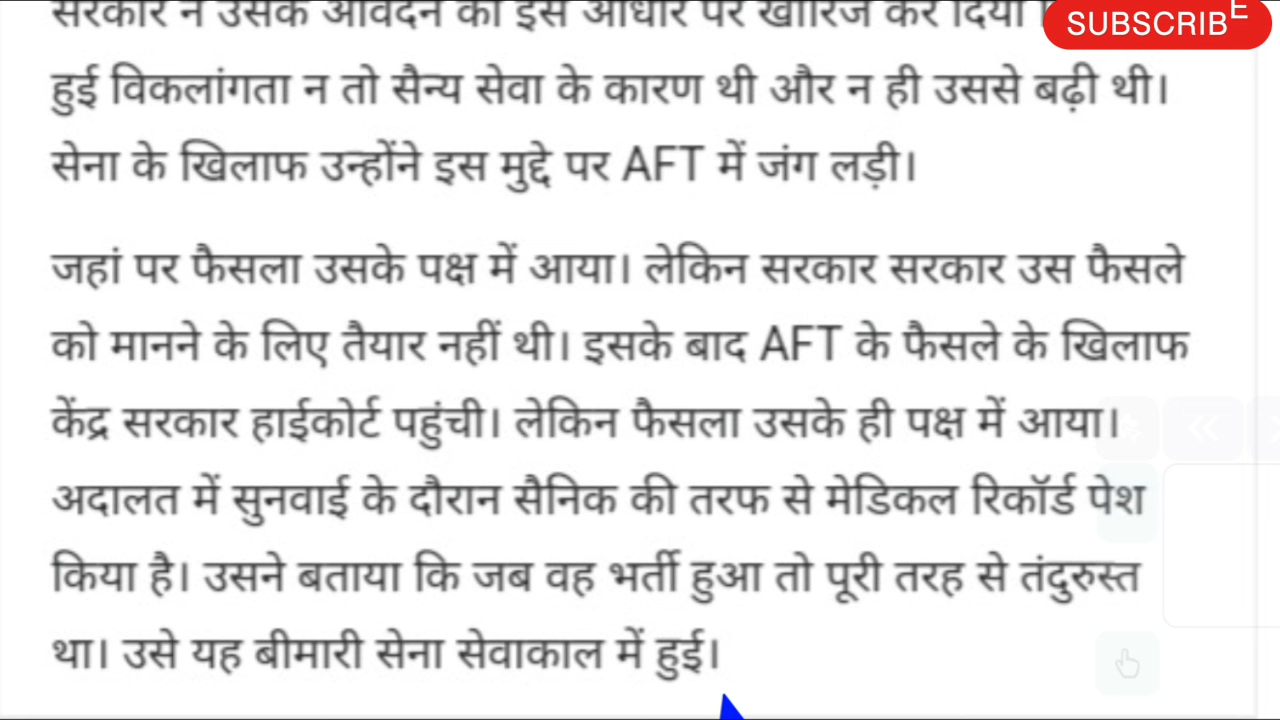 सरकार ने उसके आवेदन को इस आधार पर खारिज कर दिया
SUBSCRIBE
हुई विकलांगता न तो सैन्य सेवा के कारण थी और न ही उससे बढ़ी थी।
सेना के खिलाफ उन्होंने इस मुद्दे पर AFT में जंग लड़ी।
जहां पर फैसला उसके पक्ष में आया। लेकिन सरकार सरकार उस फैसले
को मानने के लिए तैयार नहीं थी। इसके बाद AFT के फैसले के खिलाफ
केंद्र सरकार हाईकोर्ट पहुंची। लेकिन फैसला उसके ही पक्ष में आया।
अदालत में सुनवाई के दौरान सैनिक की तरफ से मेडिकल रिकॉर्ड पेश
किया है। उसने बताया कि जब वह भर्ती हुआ तो पूरी तरह से तंदुरुस्त
था। उसे यह बीमारी सेना सेवाकाल में हुई।